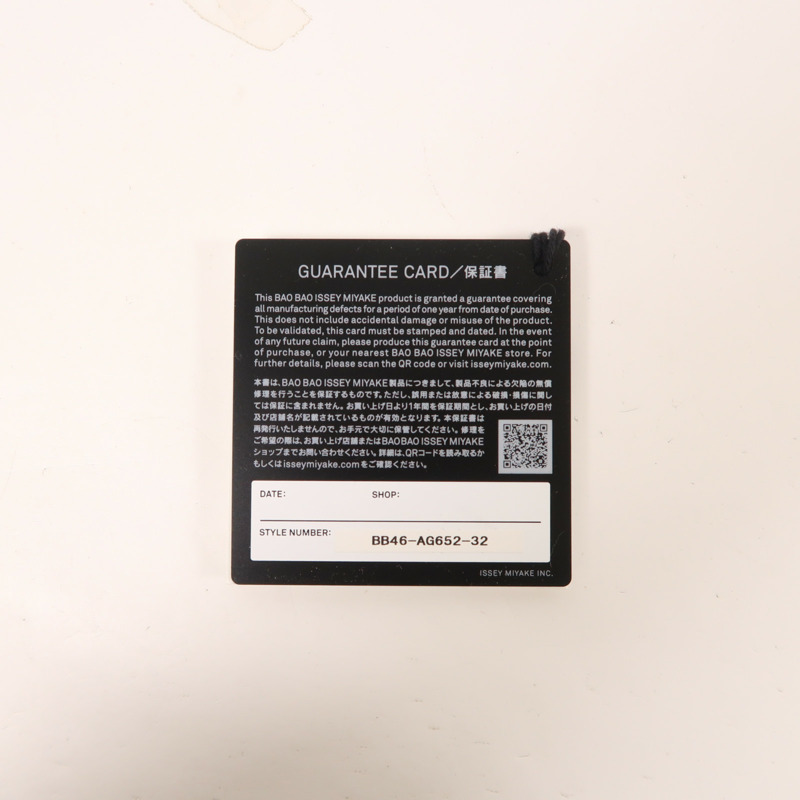 GUARANTEE CARD／保証書
This BAO BAO ISSEY MIYAKE product is granted a guarantee covering
all manufacturing defects for a period of one year from date of purchase.
This does not include accidental damage or misuse of the product.
To be validated, this card must be stamped and dated. In the event
of any future claim, please produce this guarantee card at the point
of purchase, or your nearest BAO BAO ISSEY MIYAKE store. For
further details, please scan the QR code or visit isseymiyake.com.
本書は、BAO BAO ISSEY MIYAKE製品につきまして、製品不良による欠陥の無償
修理を行うことを保証するものです。ただし、誤用または故意による破損・損傷に関し
ては保証に含まれません。お買い上げ日より1年間を保証期間とし、お買い上げの日付
及び店舗名が記載されているものが有効となります。本保証書は
再発行いたしませんので、お手元で大切に保管してください。修理を
ご希望の際は、お買い上げ店舗またはBAO BAO ISSEY MIYAKE
ショップまでお問い合わせください。詳細は、QRコードを読み取るか
もしくはisseymiyake.comをご確認ください。
DATE: SHOP:
STYLE NUMBER: BB46-AG652-32
ISSEY MIYAKE INC.